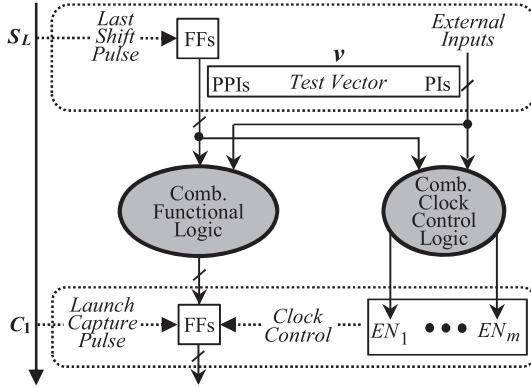 S_L
Last
Shift
Pulse
FFs
External
Inputs
v
PPIs Test Vector PIs
Comb.
Functional
Logic
Comb.
Clock
Control
Logic
C_1
Launch
Capture
Pulse
FFs
Clock
Control
EN_1 ••• EN_m